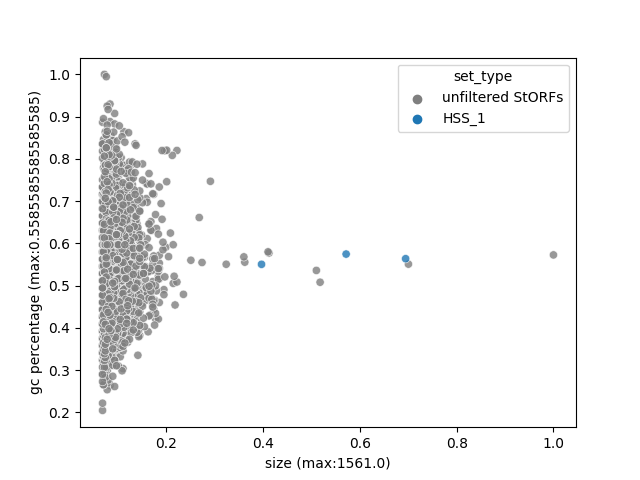 set_type
unfiltered StORFs
HSS_1
gc percentage (max:0.5585585585585585)
1.0
0.9
0.8
0.7
0.6
0.5
0.4
0.3
0.2
0.2
0.4
0.6
0.8
1.0
size (max:1561.0)